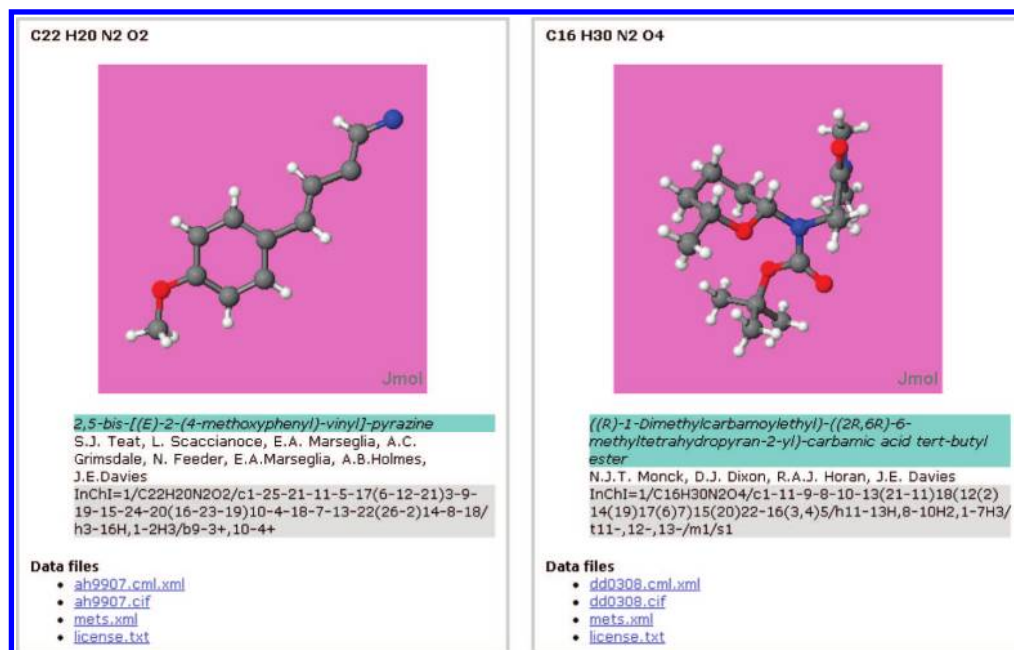 C22 H20 N2 O2
Jmol
2,5-bis-[(E)-2-(4-methoxyphenyl)-vinyl]-pyrazine
S.J. Teat, L. Scaccianoce, E.A. Marseglia, A.C.
Grimsdale, N. Feeder, E.A.Marseglia, A.B.Holmes,
J.E.Davies
InChI=1/C22H20N2O2/c1-25-21-11-5-17(6-12-21)3-9-
19-15-24-20(16-23-19)10-4-18-7-13-22(26-2)14-8-18/
h3-16H,1-2H3/b9-3+,10-4+
Data files
• ah9907.cml.xml
• ah9907.cif
• mets.xml
• license.txt
C16 H30 N2 O4
Jmol
((R)-1-Dimethylcarbamoylethyl)-((2R,6R)-6-
methyltetrahydropyran-2-yl)-carbamic acid tert-butyl
ester
N.J.T. Monck, D.J. Dixon, R.A.J. Horan, J.E. Davies
InChI=1/C16H30N2O4/c1-11-9-8-10-13(21-11)18(12(2)
14(19)17(6)7)15(20)22-16(3,4)5/h11-13H,8-10H2,1-7H3/
t11-,12-,13-/m1/s1
Data files
• dd0308.cml.xml
• dd0308.cif
• mets.xml
• license.txt